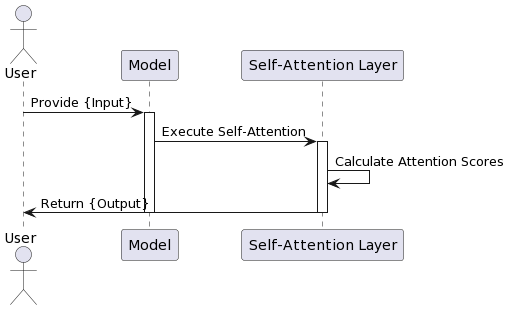 User
Model
Self-Attention Layer
Provide {Input}
Execute Self-Attention
Calculate Attention Scores
Return {Output}
User
Model
Self-Attention Layer